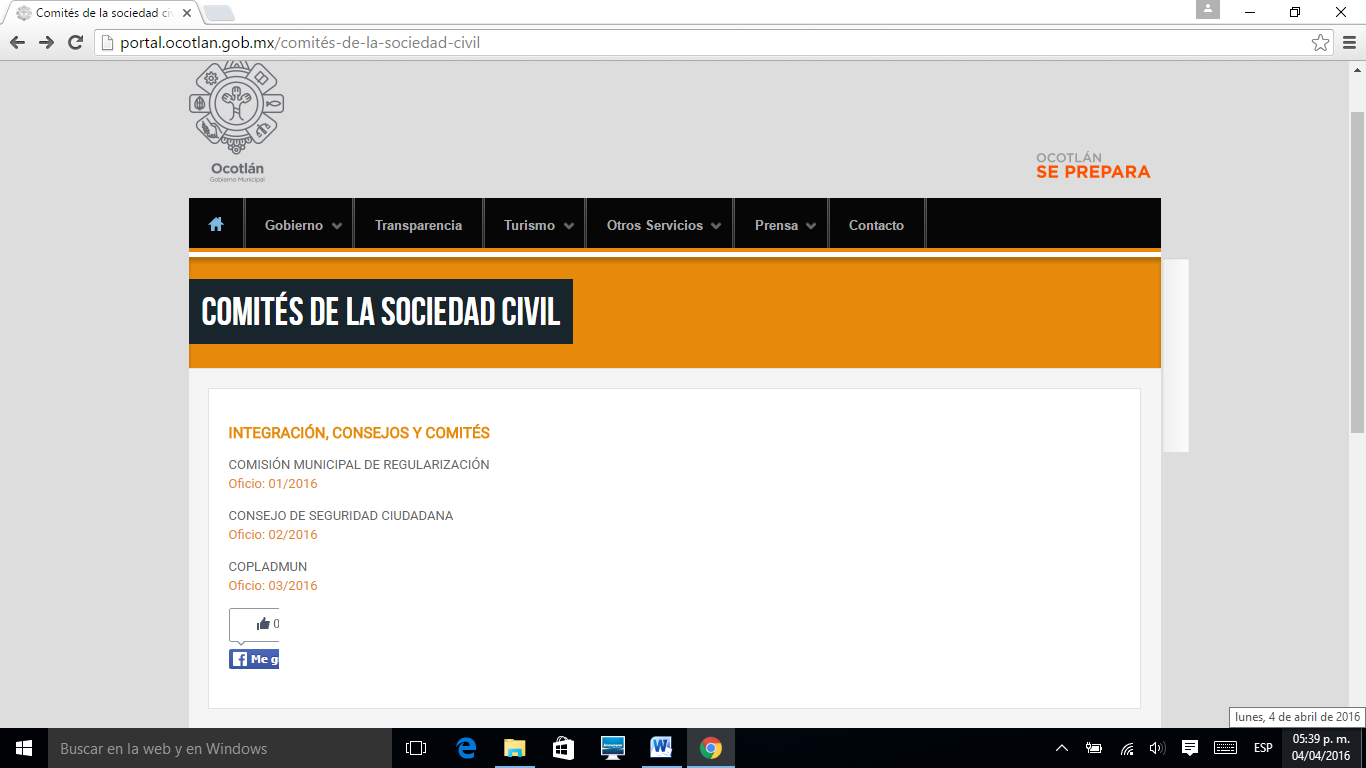 Comités de la sociedad ci
portal.ocotlan.gob.mx/comités-de-la-sociedad-civil
Ocotlán
Gobierno Municipal
OCOTLÁN
SE PREPARA
Gobierno
Transparencia
Turismo
Otros Servicios
Prensa
Contacto
COMITÉS DE LA SOCIEDAD CIVIL
INTEGRACIÓN, CONSEJOS Y COMITÉS
COMISIÓN MUNICIPAL DE REGULARIZACIÓN
Oficio: 01/2016
CONSEJO DE SEGURIDAD CIUDADANA
Oficio: 02/2016
COPLADMUN
Oficio: 03/2016
0
Me g
lunes, 4 de abril de 2016
Buscar en la web y en Windows
ESP
05:39 p. m.
04/04/2016